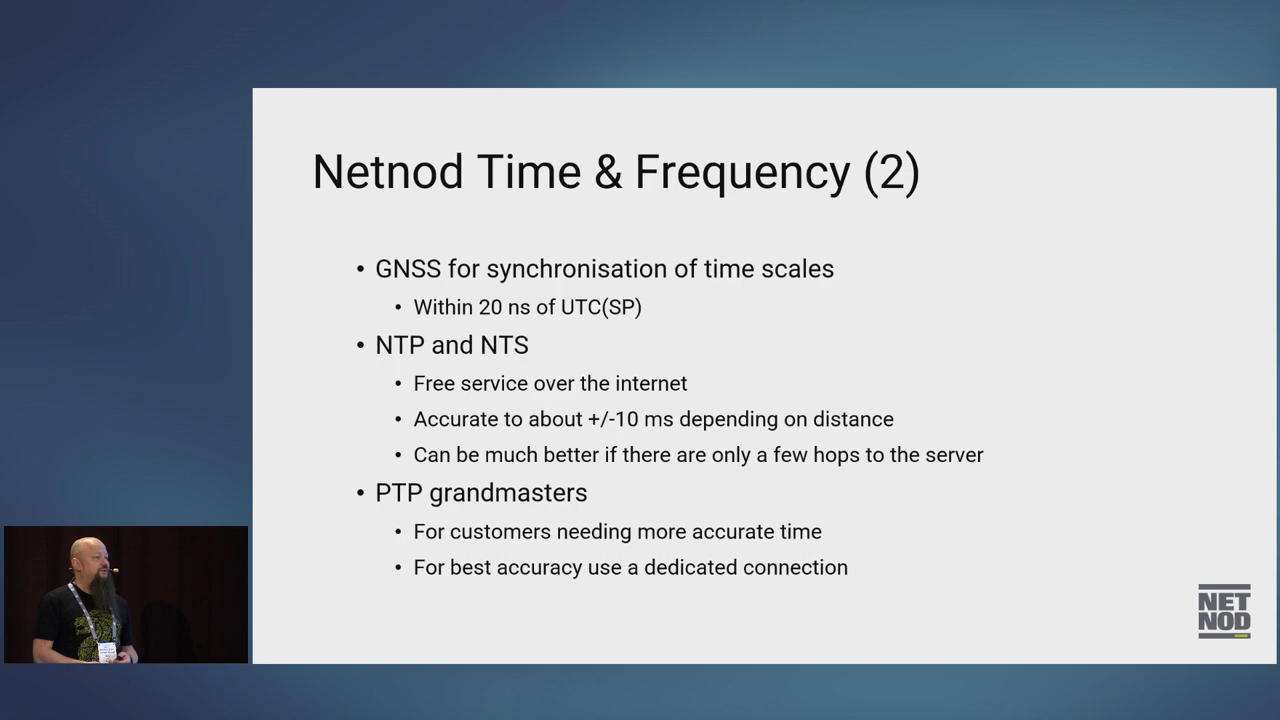 Netnod Time & Frequency (2)
• GNSS for synchronisation of time scales
• Within 20 ns of UTC(SP)
• NTP and NTS
• Free service over the internet
• Accurate to about +/-10 ms depending on distance
• Can be much better if there are only a few hops to the server
• PTP grandmasters
• For customers needing more accurate time
• For best accuracy use a dedicated connection
NET
NOD